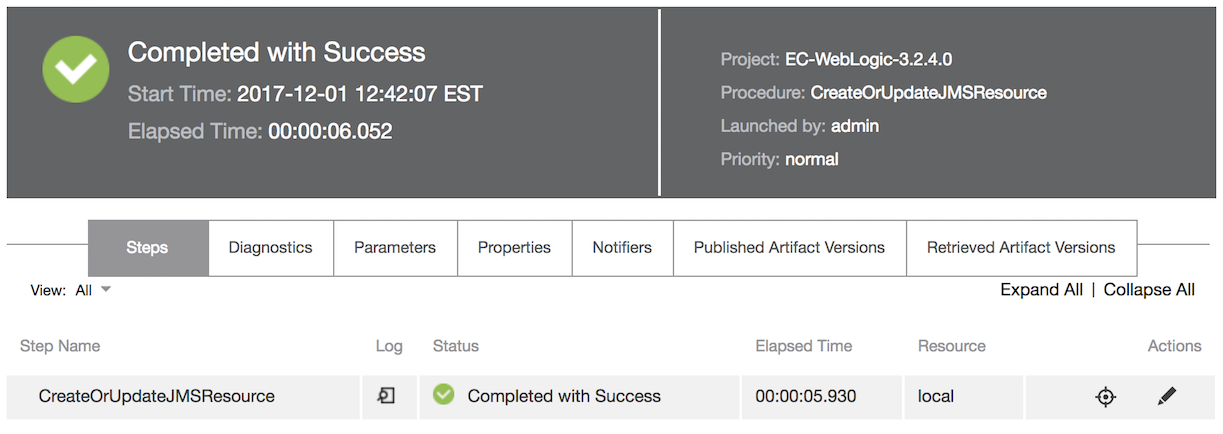 Completed with Success
Start Time: 2017-12-01 12:42:07 EST
Elapsed Time: 00:00:06.052
Project: EC-WebLogic-3.2.4.0
Procedure: CreateOrUpdateJMSResource
Launched by: admin
Priority: normal
Steps Diagnostics Parameters Properties Notifiers Published Artifact Versions Retrieved Artifact Versions
View: All Expand All | Collapse All
Step Name Log Status Elapsed Time Resource Actions
CreateOrUpdateJMSResource Completed with Success 00:00:05.930 local